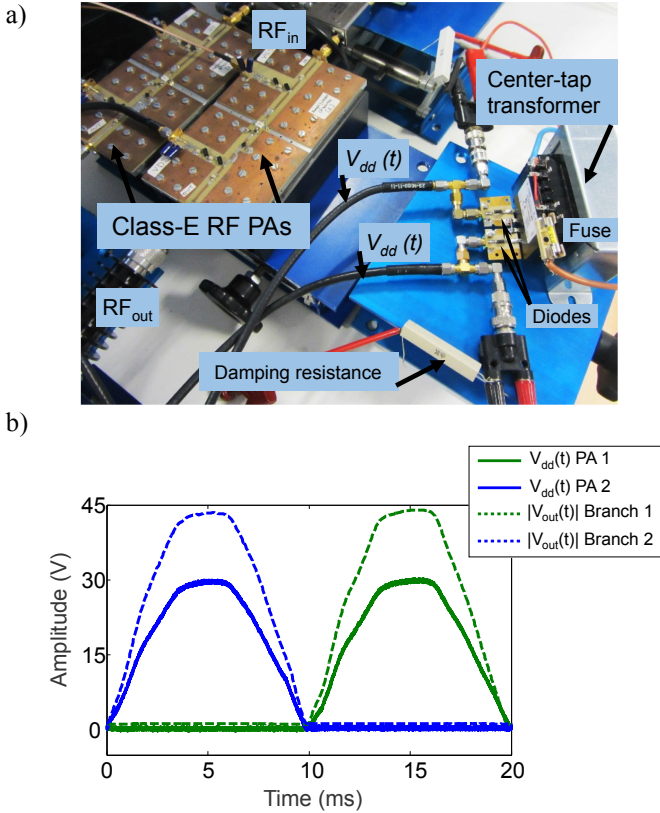 a)
RF_in
Center-tap
transformer
V_dd (t)
Class-E RF PAs
V_dd (t)
Fuse
RF_out
Diodes
Damping resistance
b)
V_dd(t) PA 1
V_dd(t) PA 2
|V_out(t)| Branch 1
|V_out(t)| Branch 2
45
30
15
0
Amplitude (V)
0 5 10 15 20
Time (ms)